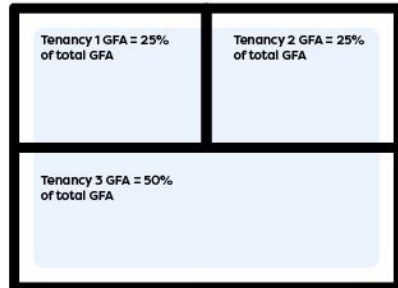 Tenancy 1 GFA = 25%
of total GFA
Tenancy 2 GFA = 25%
of total GFA
Tenancy 3 GFA = 50%
of total GFA